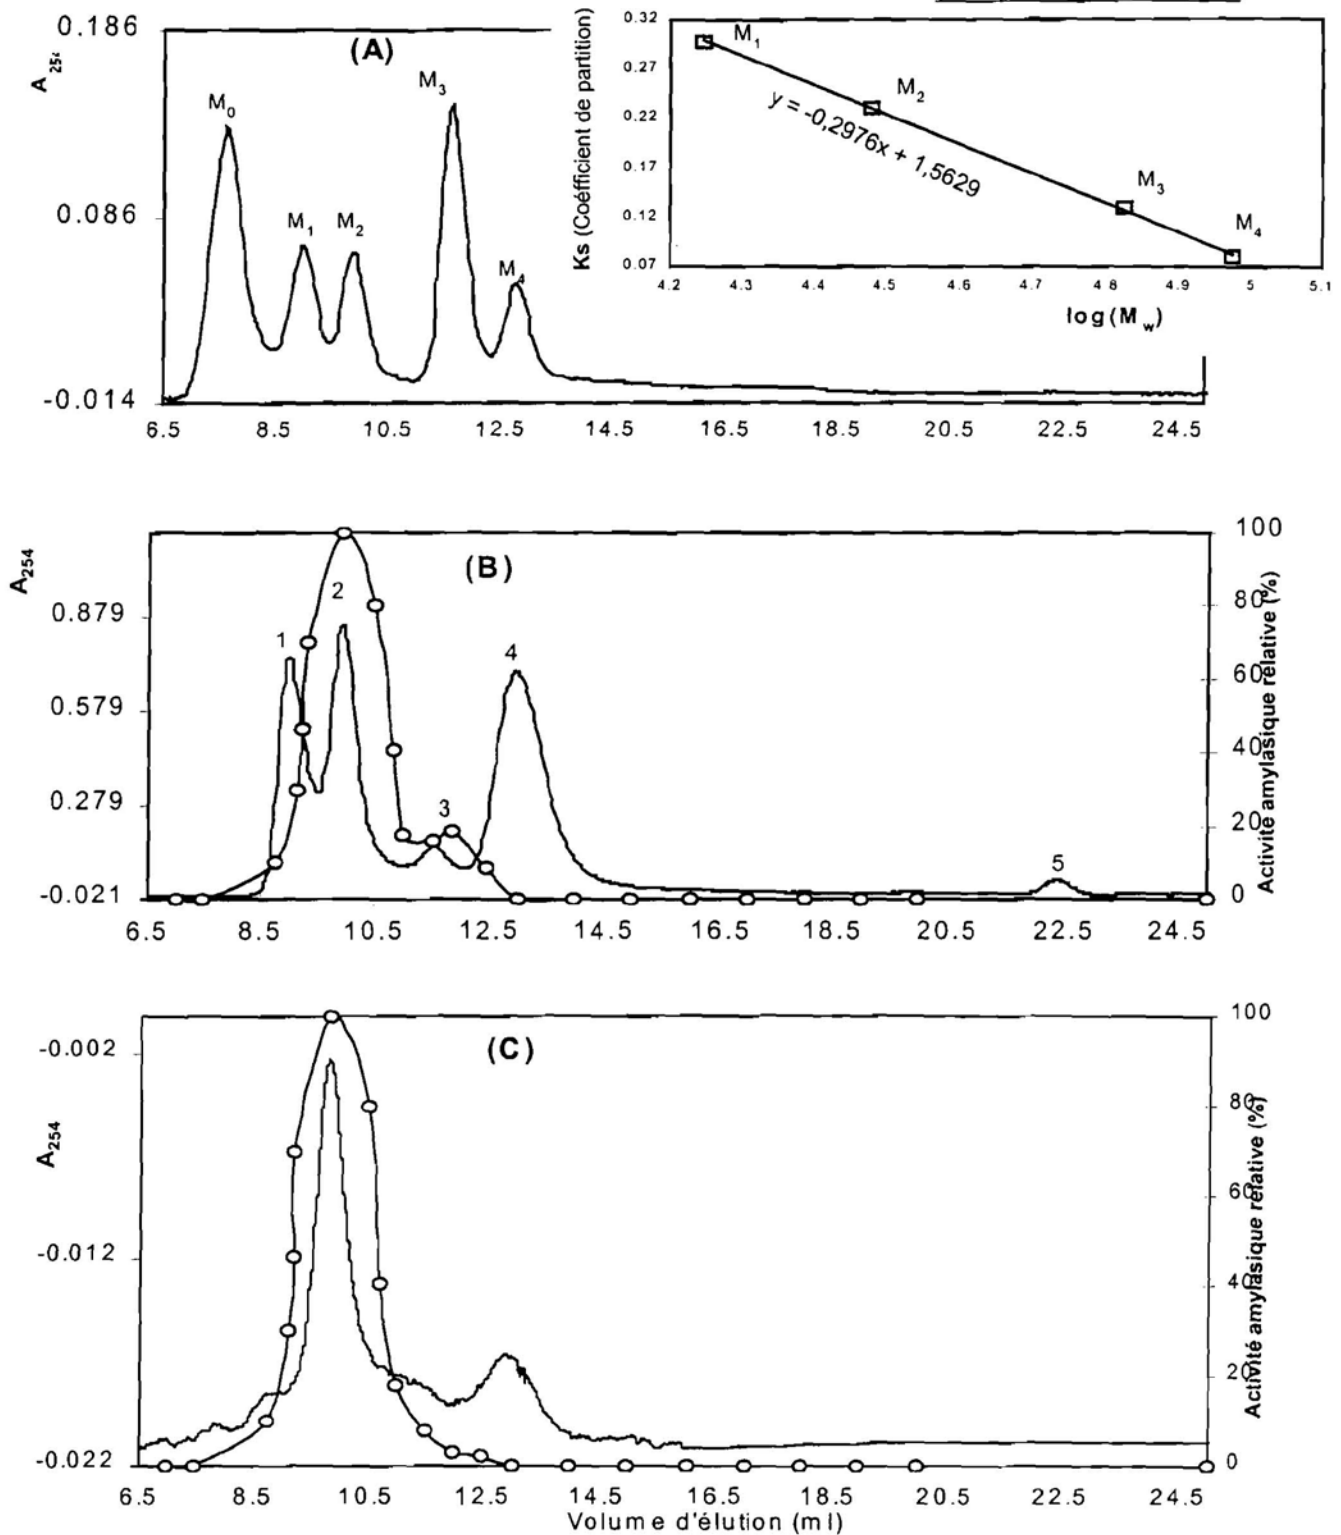 (A)
A 254
0.186
0.086
-0.014
M0
M1
M2
M3
M4
6.5 8.5 10.5 12.5 14.5 16.5 18.5 20.5 22.5 24.5
Ks (Coéfficient de partition)
0.32
0.27
0.22
0.17
0.12
0.07
M1
M2
M3
M4
y = -0,2976x + 1,5629
4.2 4.3 4.4 4.5 4.6 4.7 4.8 4.9 5 5.1
log(Mw)
(B)
A254
0.879
0.579
0.279
-0.021
1
2
3
4
5
100
80
60
40
20
0
Activité amylasique relative (%)
6.5 8.5 10.5 12.5 14.5 16.5 18.5 20.5 22.5 24.5
(C)
A254
-0.002
-0.012
-0.022
100
80
60
40
20
0
Activité amylasique relative (%)
6.5 8.5 10.5 12.5 14.5 16.5 18.5 20.5 22.5 24.5
Volume d'élution (ml)